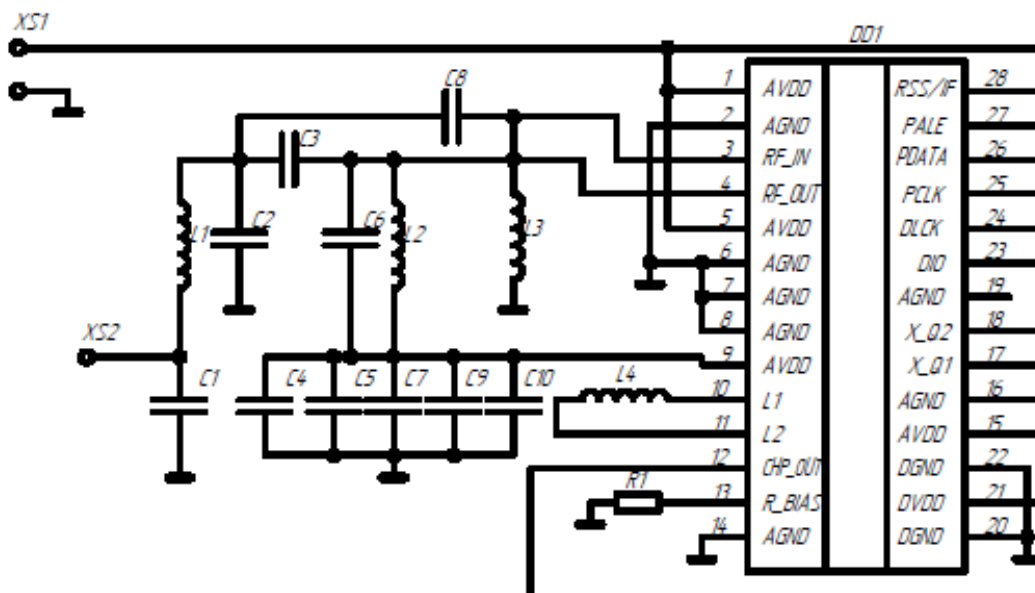 XS1
DD1
C8
1 AVDD RSS/IF 28
2 AGND PALE 27
C3
3 RF_IN PDATA 26
4 RF_OUT PCLK 25
L1 C2 C6 L2 L3
5 AVDD DLCK 24
6 AGND DIO 23
7 AGND AGND 19
XS2
8 AGND X_Q2 18
9 AVDD X_Q1 17
C1 C4 C5 C7 C9 C10 L4
10 L1 AGND 16
11 L2 AVDD 15
12 CHP_OUT DGND 22
R1
13 R_BIAS DVDD 21
14 AGND DGND 20